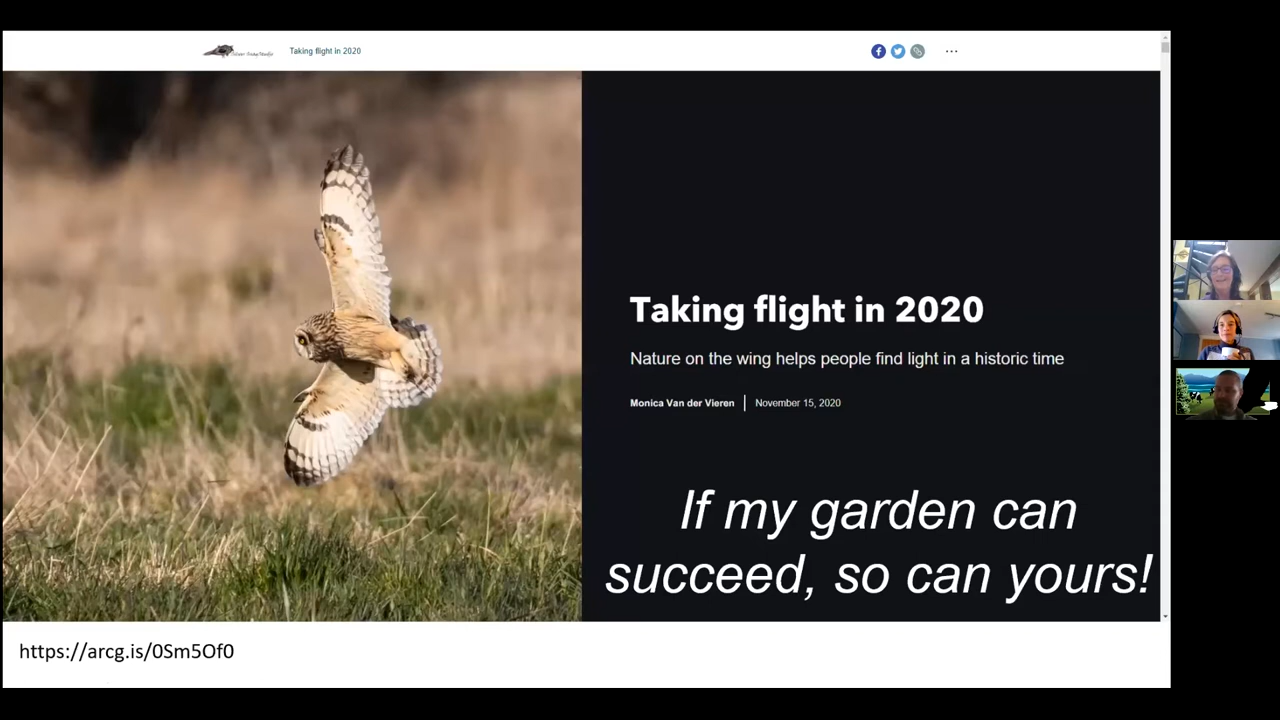 Taking flight in 2020
Taking flight in 2020
Nature on the wing helps people find light in a historic time
Monica Van der Vieren | November 15, 2020
If my garden can
succeed, so can yours!
https://arcg.is/0Sm5Of0